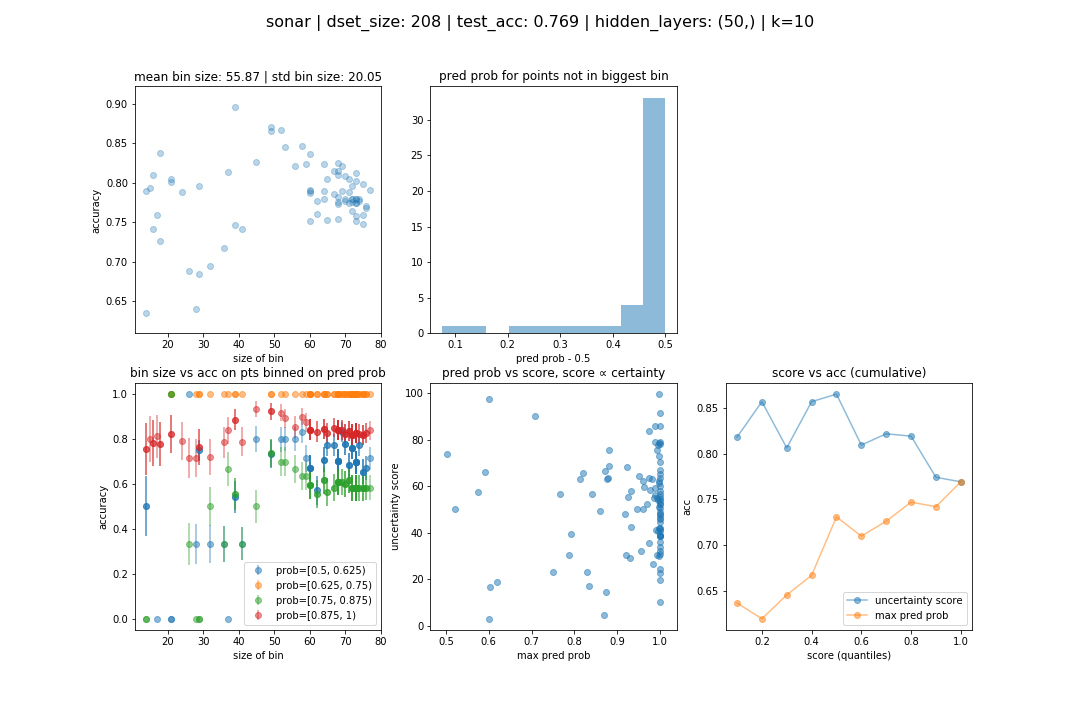 sonar | dset_size: 208 | test_acc: 0.769 | hidden_layers: (50,) | k=10
mean bin size: 55.87 | std bin size: 20.05
0.90
0.85
0.80
0.75
0.70
0.65
accuracy
20 30 40 50 60 70 80
size of bin
pred prob for points not in biggest bin
30
25
20
15
10
5
0
0.1 0.2 0.3 0.4 0.5
pred prob - 0.5
bin size vs acc on pts binned on pred prob
1.0
0.8
0.6
0.4
0.2
0.0
accuracy
prob=[0.5, 0.625)
prob=[0.625, 0.75)
prob=[0.75, 0.875)
prob=[0.875, 1)
20 30 40 50 60 70 80
size of bin
pred prob vs score, score ∝ certainty
100
80
60
40
20
0
uncertainty score
0.5 0.6 0.7 0.8 0.9 1.0
max pred prob
score vs acc (cumulative)
0.85
0.80
0.75
0.70
0.65
acc
uncertainty score
max pred prob
0.2 0.4 0.6 0.8 1.0
score (quantiles)